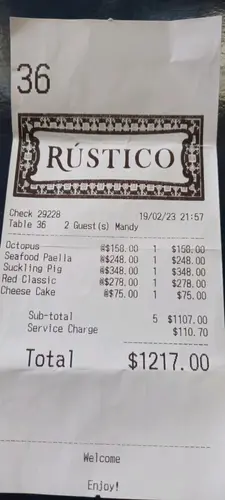 36
RÚSTICO
Check 29228 19/02/23 21:57
Table 36 2 Guest(s) Mandy
Octopus @$158.00 1 $158.00
Seafood Paella @$248.00 1 $248.00
Suckling Pig @$348.00 1 $348.00
Red Classic @$278.00 1 $278.00
Cheese Cake @$75.00 1 $75.00
Sub-total 5 $1107.00
Service Charge $110.70
Total $1217.00
Welcome
Enjoy!